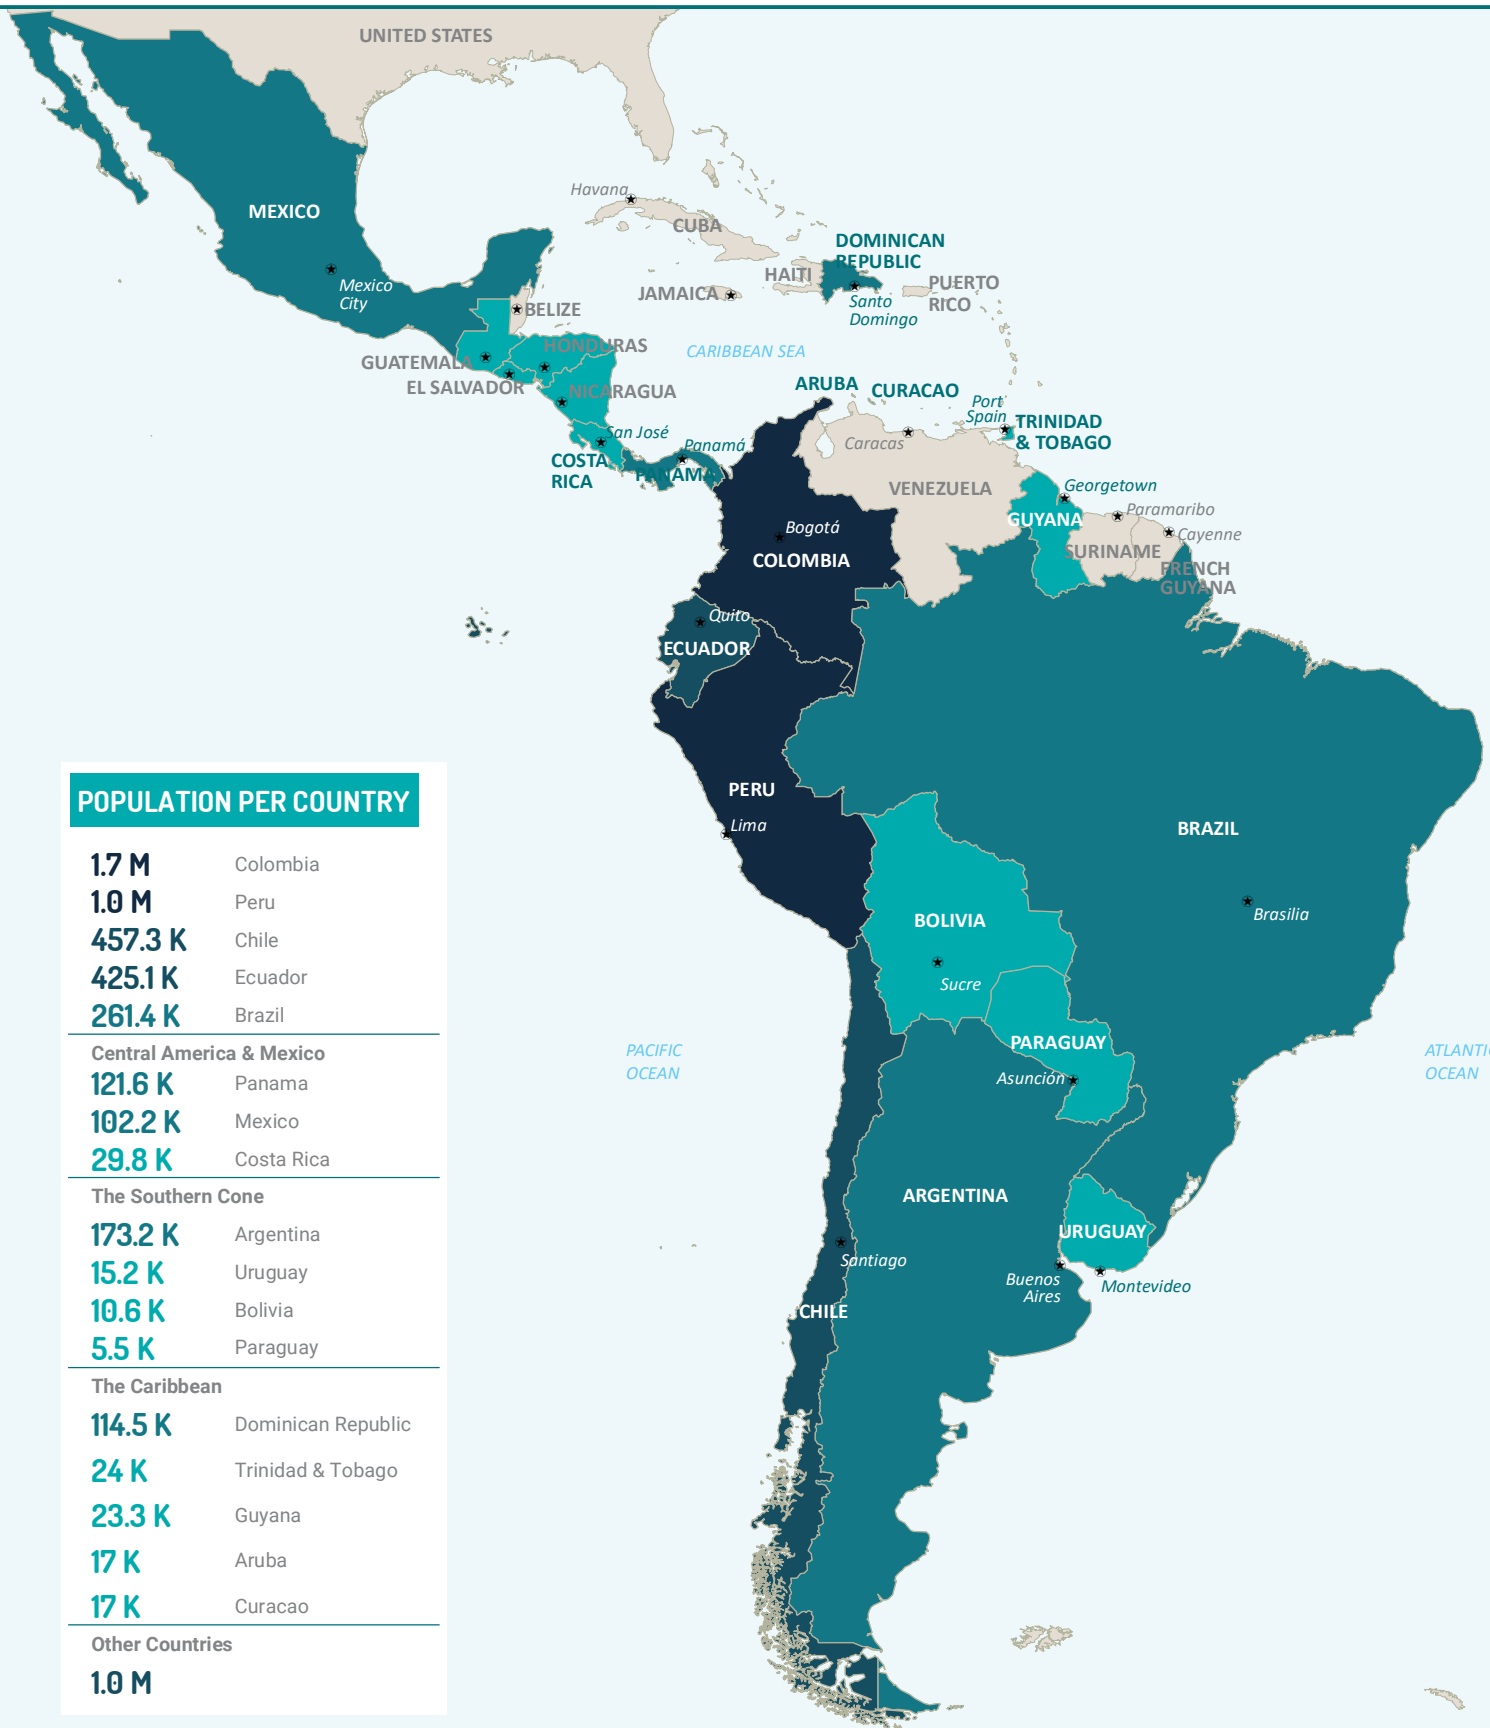 UNITED STATES
MEXICO
Mexico
City
Havana
CUBA
DOMINICAN
REPUBLIC
HAITI
JAMAICA
Santo
Domingo
PUERTO
RICO
BELIZE
HONDURAS
GUATEMALA
EL SALVADOR
NICARAGUA
CARIBBEAN SEA
ARUBA
CURACAO
Port
Spain
TRINIDAD
& TOBAGO
San José
Panamá
COSTA
RICA
PANAMA
Caracas
VENEZUELA
Georgetown
GUYANA
Paramaribo
SURINAME
Cayenne
FRENCH
GUYANA
Bogotá
COLOMBIA
Quito
ECUADOR
PERU
Lima
BRAZIL
Brasilia
BOLIVIA
Sucre
PARAGUAY
Asunción
PACIFIC
OCEAN
OCEAN
ARGENTINA
URUGUAY
Santiago
Buenos
Aires
Montevideo
CHILE
POPULATION PER COUNTRY
1.7 M Colombia
1.0 M Peru
457.3 K Chile
425.1 K Ecuador
261.4 K Brazil
Central America & Mexico
121.6 K Panama
102.2 K Mexico
29.8 K Costa Rica
The Southern Cone
173.2 K Argentina
15.2 K Uruguay
10.6 K Bolivia
5.5 K Paraguay
The Caribbean
114.5 K Dominican Republic
24 K Trinidad & Tobago
23.3 K Guyana
17 K Aruba
17 K Curacao
Other Countries
1.0 M